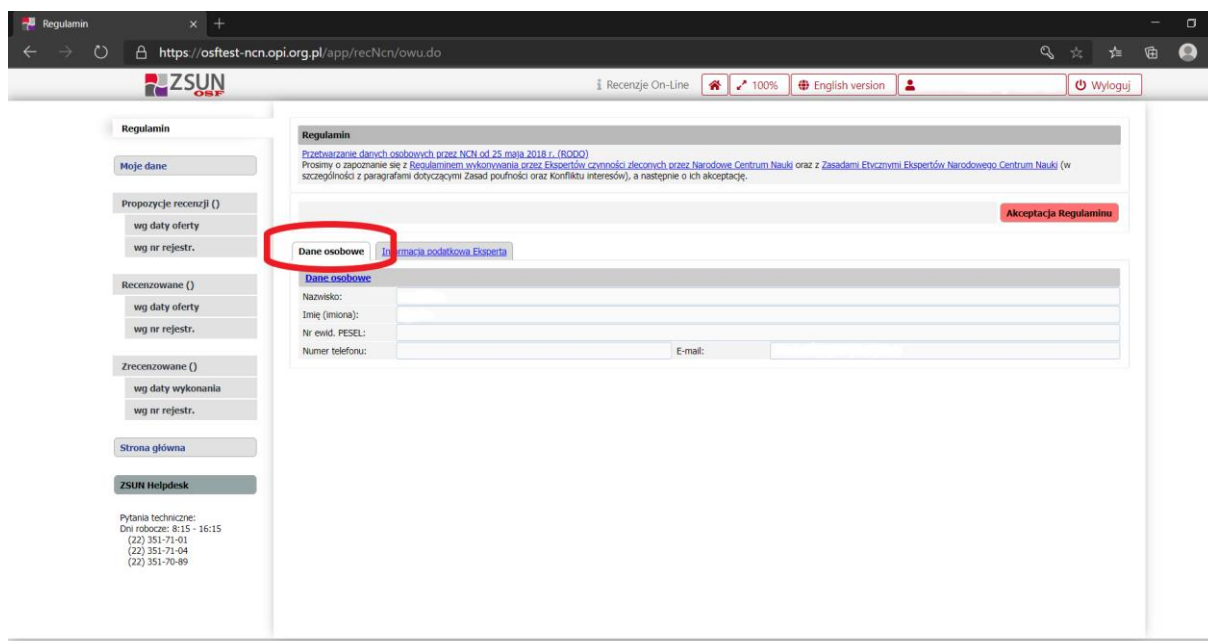 Regulamin
https://osftest-ncn.opi.org.pl/app/recNcn/owu.do
ZSUN
OSF
Recenzje On-Line
100%
English version
Wyloguj
Regulamin
Moje dane
Propozycje recenzji ()
wg daty oferty
wg nr rejestr.
Recenzowane ()
wg daty oferty
wg nr rejestr.
Zrecenzowane ()
wg daty wykonania
wg nr rejestr.
Strona główna
ZSUN Helpdesk
Pytania techniczne:
Dni robocze: 8:15 - 16:15
(22) 351-71-01
(22) 351-71-04
(22) 351-70-89
Regulamin
Przetwarzanie danych osobowych przez NCN od 25 maja 2018 r. (RODO)
Prosimy o zapoznanie się z Regulaminem wykonywania przez Ekspertów czynności zleconych przez Narodowe Centrum Nauki oraz z Zasadami Etycznymi Ekspertów Narodowego Centrum Nauki (w
szczególności z paragrafami dotyczącymi Zasad poufności oraz Konfliktu interesów), a następnie o ich akceptację.
Akceptacja Regulaminu
Dane osobowe
Informacja podatkowa Eksperta
Dane osobowe
Nazwisko:
Imię (imiona):
Nr ewid. PESEL:
Numer telefonu:
E-mail: